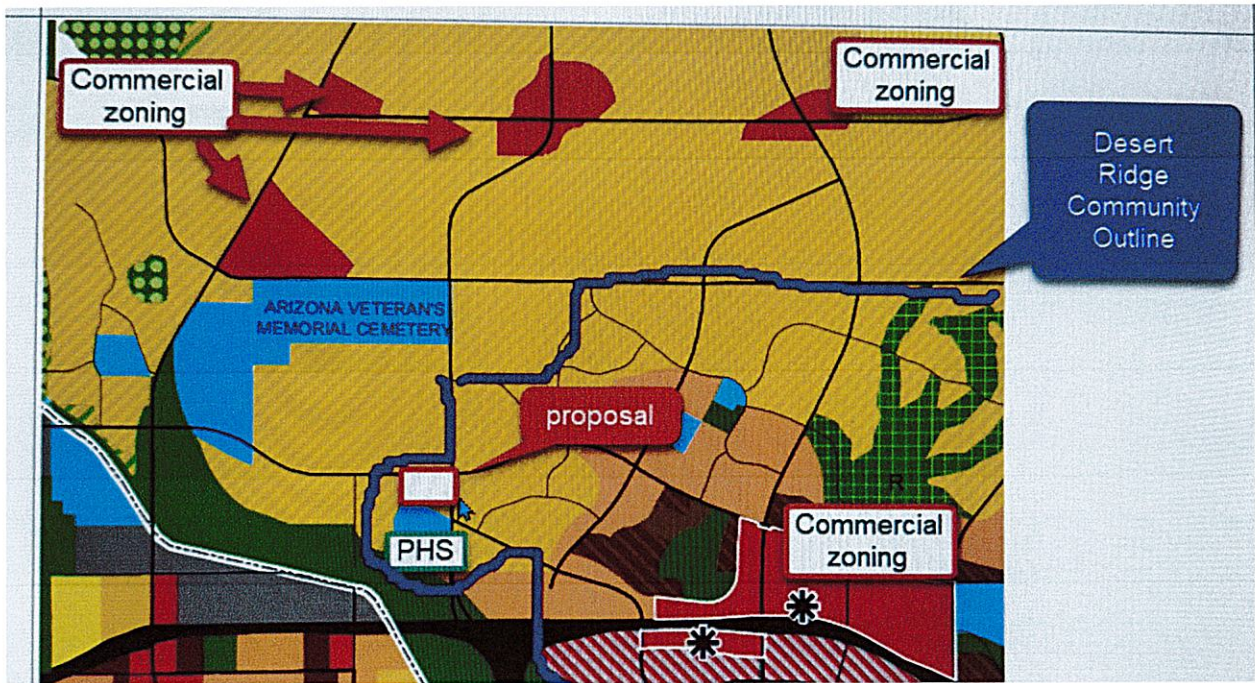 Commercial
zoning
Commercial
zoning
Desert
Ridge
Community
Outline
ARIZONA VETERAN'S
MEMORIAL CEMETERY
proposal
R
PHS
Commercial
zoning